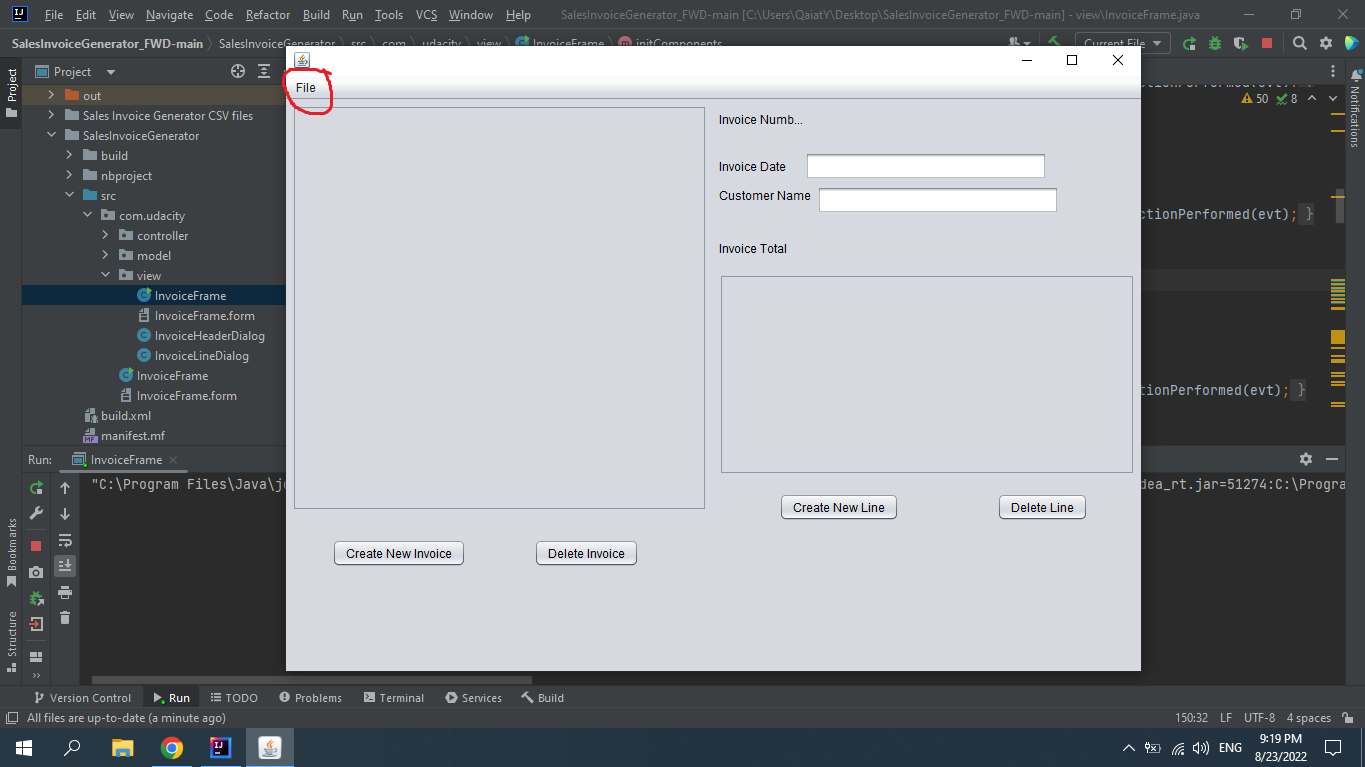 File Edit View Navigate Code Refactor Build Run Tools VCS Window Help SalesInvoiceGenerator_FWD-main [C:\Users\QaiatY\Desktop\SalesInvoiceGenerator_FWD-main] - view\InvoiceFrame.java
SalesInvoiceGenerator_FWD-main SalesInvoiceGenerator src com udacity view InvoiceFrame initComponents Current File
Project
Project
out
Sales Invoice Generator CSV files
SalesInvoiceGenerator
build
nbproject
src
com.udacity
controller
model
view
InvoiceFrame
InvoiceFrame.form
InvoiceHeaderDialog
InvoiceLineDialog
InvoiceFrame
InvoiceFrame.form
build.xml
MF manifest.mf
File
Invoice Numb...
Invoice Date
Customer Name
Invoice Total
Create New Line Delete Line
Create New Invoice Delete Invoice
50 8
Notifications
ctionPerformed(evt); }
tionPerformed(evt); }
Run: InvoiceFrame
"C:\Program Files\Java\j
dea_rt.jar=51274:C:\Progra
Bookmarks
Structure
Version Control Run TODO Problems Terminal Services Build
All files are up-to-date (a minute ago) 150:32 LF UTF-8 4 spaces
ENG 9:19 PM
8/23/2022